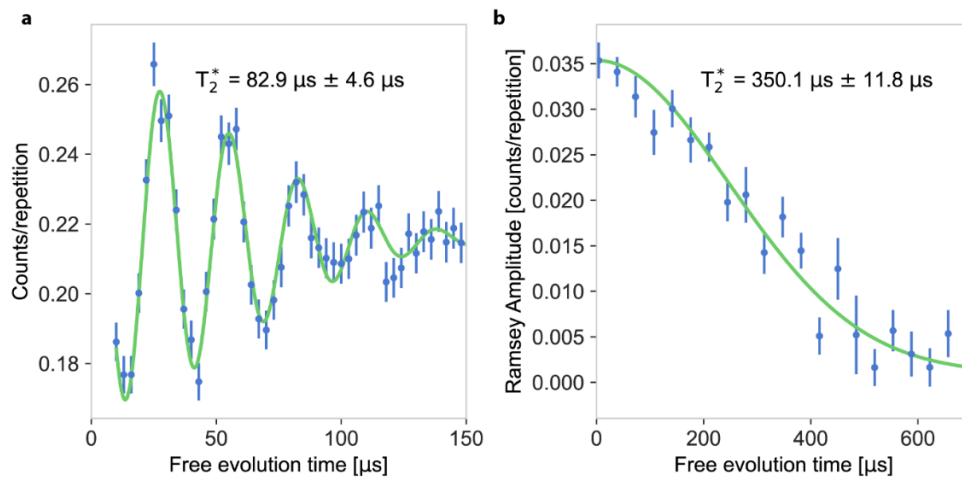 a
T₂* = 82.9 µs ± 4.6 µs
Counts/repetition
0.26
0.24
0.22
0.20
0.18
0
50
100
150
Free evolution time [µs]
b
T₂* = 350.1 µs ± 11.8 µs
Ramsey Amplitude [counts/repetition]
0.035
0.030
0.025
0.020
0.015
0.010
0.005
0.000
0
200
400
600
Free evolution time [µs]